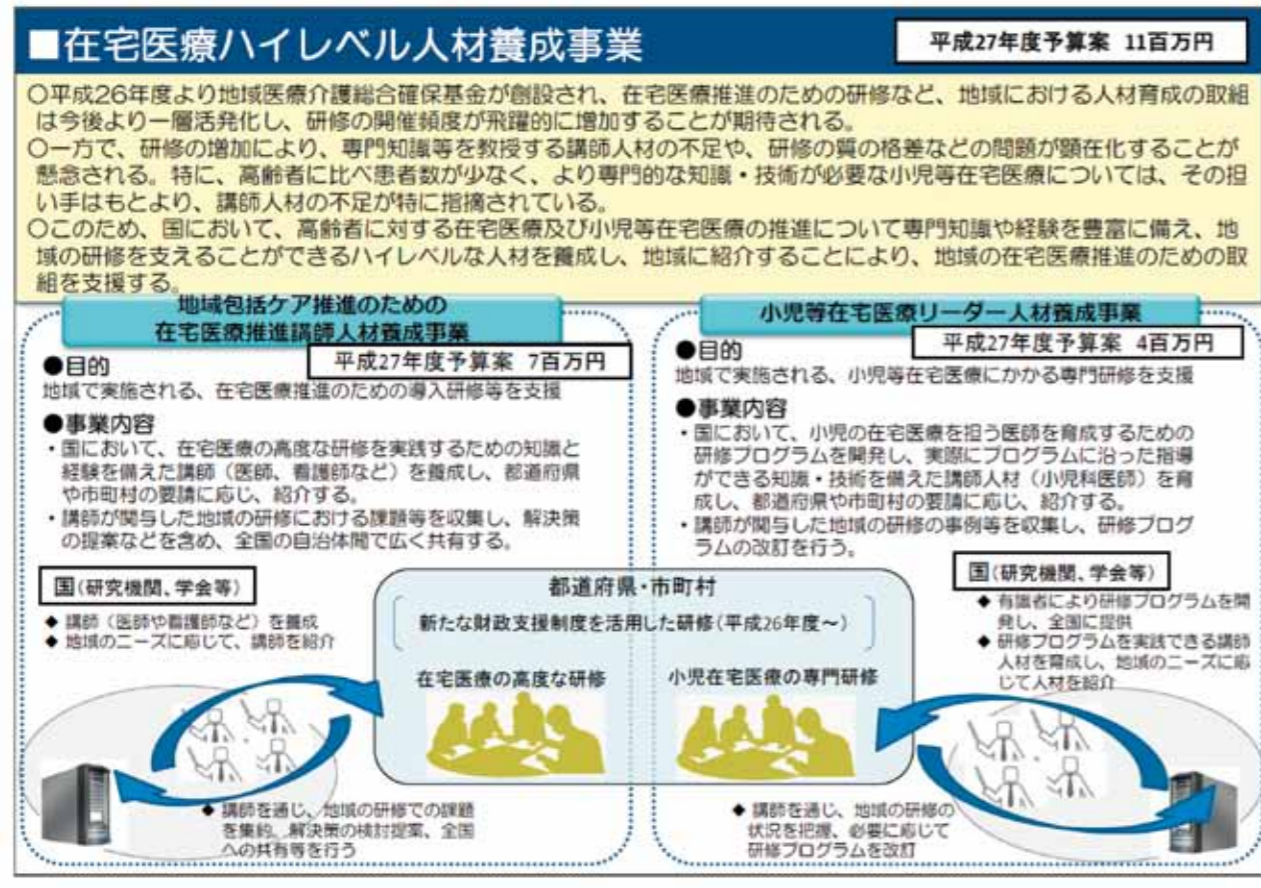 ■在宅医療ハイレベル人材養成事業
平成27年度予算案 11百万円
○平成26年度より地域医療介護総合確保基金が創設され、在宅医療推進のための研修など、地域における人材育成の取組
は今後より一層活発化し、研修の開催頻度が飛躍的に増加することが期待される。
○一方で、研修の増加により、専門知識等を教授する講師人材の不足や、研修の質の格差などの問題が顕在化することが
懸念される。特に、高齢者に比べ患者数が少なく、より専門的な知識・技術が必要な小児等在宅医療については、その担
い手はもとより、講師人材の不足が特に指摘されている。
○このため、国において、高齢者に対する在宅医療及び小児等在宅医療の推進について専門知識や経験を豊富に備え、地
域の研修を支えることができるハイレベルな人材を養成し、地域に紹介することにより、地域の在宅医療推進のための取
組を支援する。
地域包括ケア推進のための
在宅医療推進講師人材養成事業
平成27年度予算案 7百万円
●目的
地域で実施される、在宅医療推進のための導入研修等を支援
●事業内容
・国において、在宅医療の高度な研修を実践するための知識と
経験を備えた講師（医師、看護師など）を養成し、都道府県
や市町村の要請に応じ、紹介する。
・講師が関与した地域の研修における課題等を収集し、解決策
の提案などを含め、全国の自治体間で広く共有する。
国(研究機関、学会等)
◆ 講師（医師や看護師など）を養成
◆ 地域のニーズに応じて、講師を紹介
◆ 講師を通じ、地域の研修での課題
を集約、解決策の検討提案、全国
への共有等を行う
都道府県・市町村
新たな財政支援制度を活用した研修(平成26年度～)
在宅医療の高度な研修
小児在宅医療の専門研修
小児等在宅医療リーダー人材養成事業
平成27年度予算案 4百万円
●目的
地域で実施される、小児等在宅医療にかかる専門研修を支援
●事業内容
・国において、小児の在宅医療を担う医師を育成するための
研修プログラムを開発し、実際にプログラムに沿った指導
ができる知識・技術を備えた講師人材（小児科医師）を育
成し、都道府県や市町村の要請に応じ、紹介する。
・講師が関与した地域の研修の事例等を収集し、研修プログ
ラムの改訂を行う。
国(研究機関、学会等)
◆ 有識者により研修プログラムを開
発し、全国に提供
◆ 研修プログラムを実践できる講師
人材を育成し、地域のニーズに応
じて人材を紹介
◆ 講師を通じ、地域の研修の
状況を把握、必要に応じて
研修プログラムを改訂